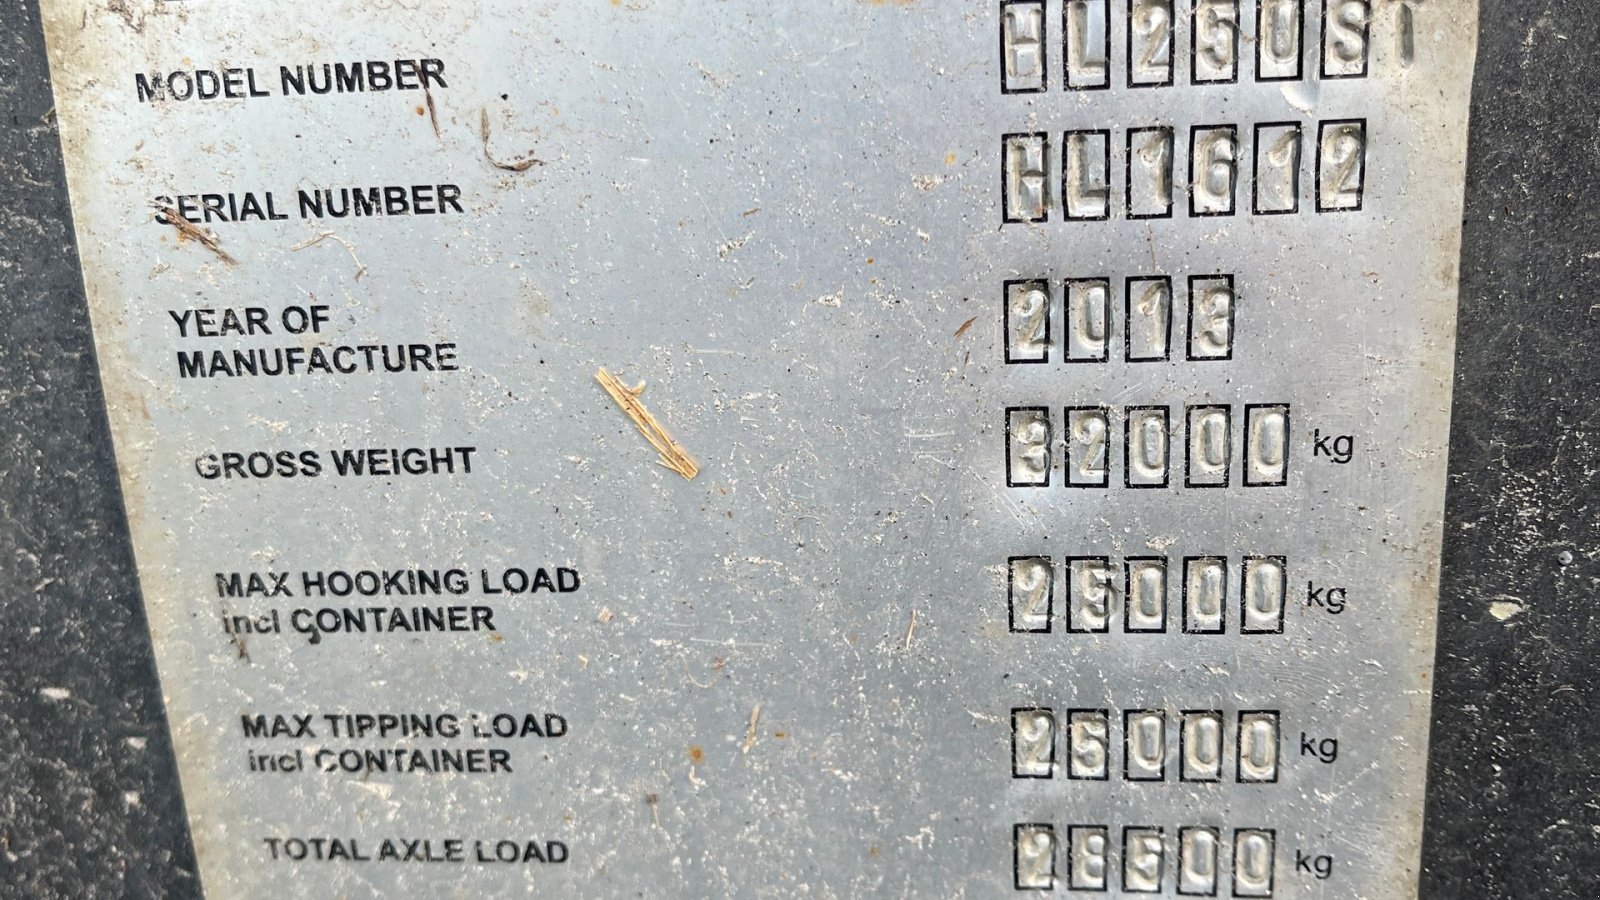 MODEL NUMBER HL250ST
SERIAL NUMBER HL1612
YEAR OF
MANUFACTURE 2013
GROSS WEIGHT 32000 kg
MAX HOOKING LOAD
incl CONTAINER 25000 kg
MAX TIPPING LOAD
incl CONTAINER 25000 kg
TOTAL AXLE LOAD 28500 kg